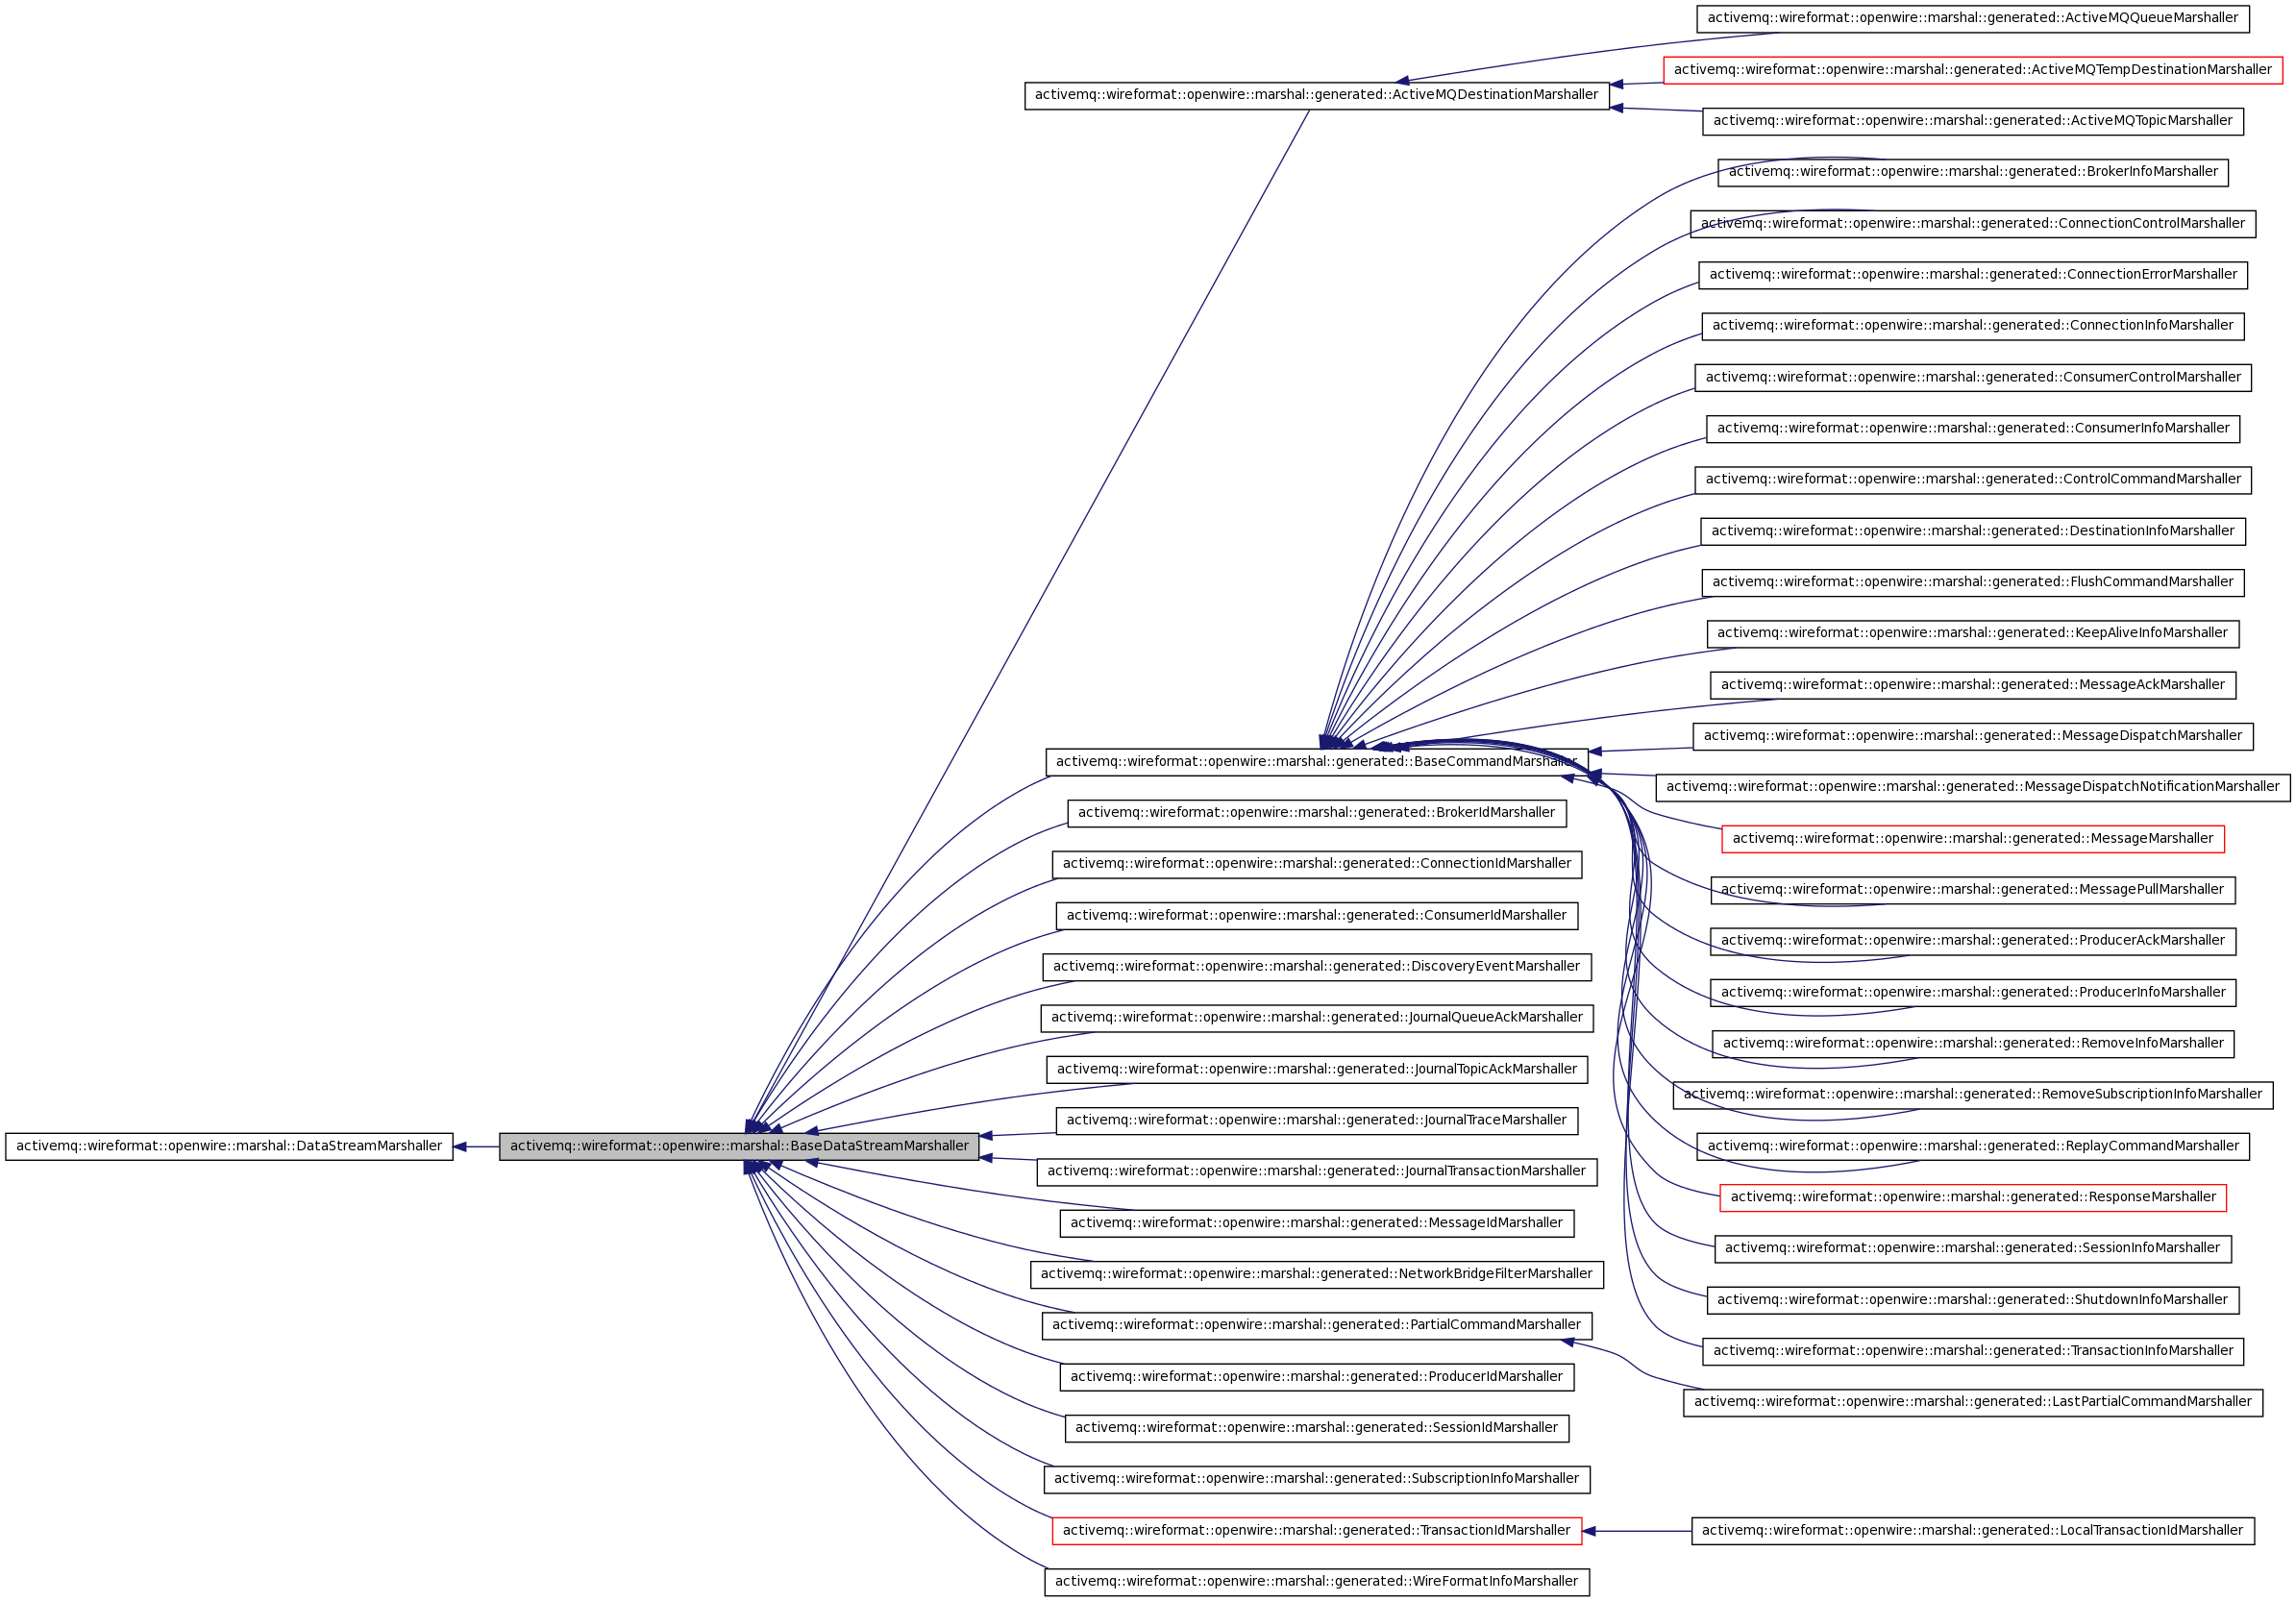 activemq::wireformat::openwire::marshal::DataStreamMarshaller
activemq::wireformat::openwire::marshal::BaseDataStreamMarshaller
activemq::wireformat::openwire::marshal::generated::ActiveMQDestinationMarshaller
activemq::wireformat::openwire::marshal::generated::BaseCommandMarshaller
activemq::wireformat::openwire::marshal::generated::BrokerIdMarshaller
activemq::wireformat::openwire::marshal::generated::ConnectionIdMarshaller
activemq::wireformat::openwire::marshal::generated::ConsumerIdMarshaller
activemq::wireformat::openwire::marshal::generated::DiscoveryEventMarshaller
activemq::wireformat::openwire::marshal::generated::JournalQueueAckMarshaller
activemq::wireformat::openwire::marshal::generated::JournalTopicAckMarshaller
activemq::wireformat::openwire::marshal::generated::JournalTraceMarshaller
activemq::wireformat::openwire::marshal::generated::JournalTransactionMarshaller
activemq::wireformat::openwire::marshal::generated::MessageIdMarshaller
activemq::wireformat::openwire::marshal::generated::NetworkBridgeFilterMarshaller
activemq::wireformat::openwire::marshal::generated::PartialCommandMarshaller
activemq::wireformat::openwire::marshal::generated::ProducerIdMarshaller
activemq::wireformat::openwire::marshal::generated::SessionIdMarshaller
activemq::wireformat::openwire::marshal::generated::SubscriptionInfoMarshaller
activemq::wireformat::openwire::marshal::generated::TransactionIdMarshaller
activemq::wireformat::openwire::marshal::generated::WireFormatInfoMarshaller
activemq::wireformat::openwire::marshal::generated::ActiveMQQueueMarshaller
activemq::wireformat::openwire::marshal::generated::ActiveMQTempDestinationMarshaller
activemq::wireformat::openwire::marshal::generated::ActiveMQTopicMarshaller
activemq::wireformat::openwire::marshal::generated::BrokerInfoMarshaller
activemq::wireformat::openwire::marshal::generated::ConnectionControlMarshaller
activemq::wireformat::openwire::marshal::generated::ConnectionErrorMarshaller
activemq::wireformat::openwire::marshal::generated::ConnectionInfoMarshaller
activemq::wireformat::openwire::marshal::generated::ConsumerControlMarshaller
activemq::wireformat::openwire::marshal::generated::ConsumerInfoMarshaller
activemq::wireformat::openwire::marshal::generated::ControlCommandMarshaller
activemq::wireformat::openwire::marshal::generated::DestinationInfoMarshaller
activemq::wireformat::openwire::marshal::generated::FlushCommandMarshaller
activemq::wireformat::openwire::marshal::generated::KeepAliveInfoMarshaller
activemq::wireformat::openwire::marshal::generated::MessageAckMarshaller
activemq::wireformat::openwire::marshal::generated::MessageDispatchMarshaller
activemq::wireformat::openwire::marshal::generated::MessageDispatchNotificationMarshaller
activemq::wireformat::openwire::marshal::generated::MessageMarshaller
activemq::wireformat::openwire::marshal::generated::MessagePullMarshaller
activemq::wireformat::openwire::marshal::generated::ProducerAckMarshaller
activemq::wireformat::openwire::marshal::generated::ProducerInfoMarshaller
activemq::wireformat::openwire::marshal::generated::RemoveInfoMarshaller
activemq::wireformat::openwire::marshal::generated::RemoveSubscriptionInfoMarshaller
activemq::wireformat::openwire::marshal::generated::ReplayCommandMarshaller
activemq::wireformat::openwire::marshal::generated::ResponseMarshaller
activemq::wireformat::openwire::marshal::generated::SessionInfoMarshaller
activemq::wireformat::openwire::marshal::generated::ShutdownInfoMarshaller
activemq::wireformat::openwire::marshal::generated::TransactionInfoMarshaller
activemq::wireformat::openwire::marshal::generated::LastPartialCommandMarshaller
activemq::wireformat::openwire::marshal::generated::LocalTransactionIdMarshaller